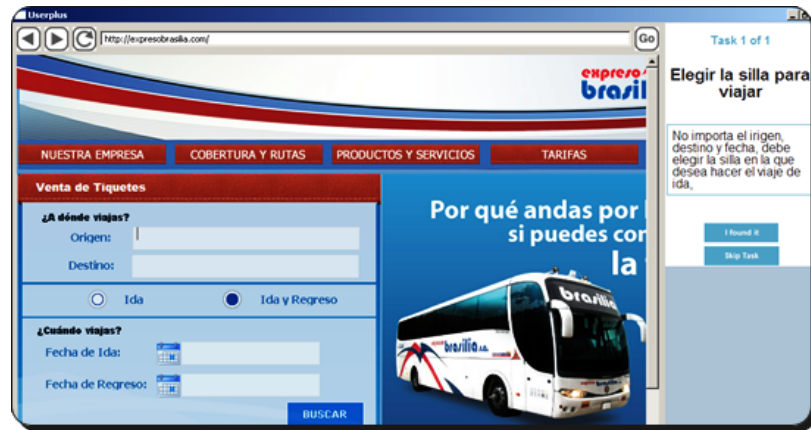 Userplus
http://expresobrasilia.com/
Go
expreso
brasil
NUESTRA EMPRESA
COBERTURA Y RUTAS
PRODUCTOS Y SERVICIOS
TARIFAS
Venta de Tiquetes
¿A dónde viajas?
Origen:
Destino:
Ida
Ida y Regreso
¿Cuándo viajas?
Fecha de Ida:
Fecha de Regreso:
BUSCAR
Por qué andas por
si puedes con
la
brasilia
brasilia S.A.
Task 1 of 1
Elegir la silla para
viajar
No importa el irigen,
destino y fecha, debe
elegir la silla en la que
desea hacer el viaje de
ida,
I found it
Skip Task